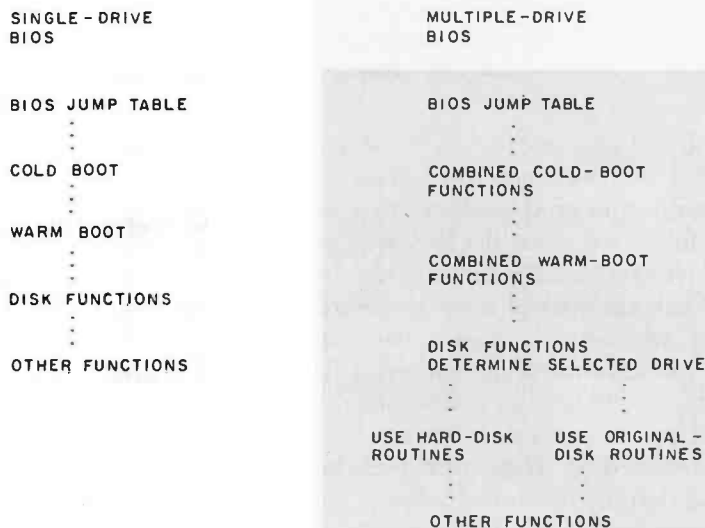 SINGLE-DRIVE
BIOS
BIOS JUMP TABLE
COLD BOOT
WARM BOOT
DISK FUNCTIONS
OTHER FUNCTIONS
MULTIPLE-DRIVE
BIOS
BIOS JUMP TABLE
COMBINED COLD-BOOT
FUNCTIONS
COMBINED WARM-BOOT
FUNCTIONS
DISK FUNCTIONS
DETERMINE SELECTED DRIVE
USE HARD-DISK
ROUTINES
USE ORIGINAL-
DISK ROUTINES
OTHER FUNCTIONS